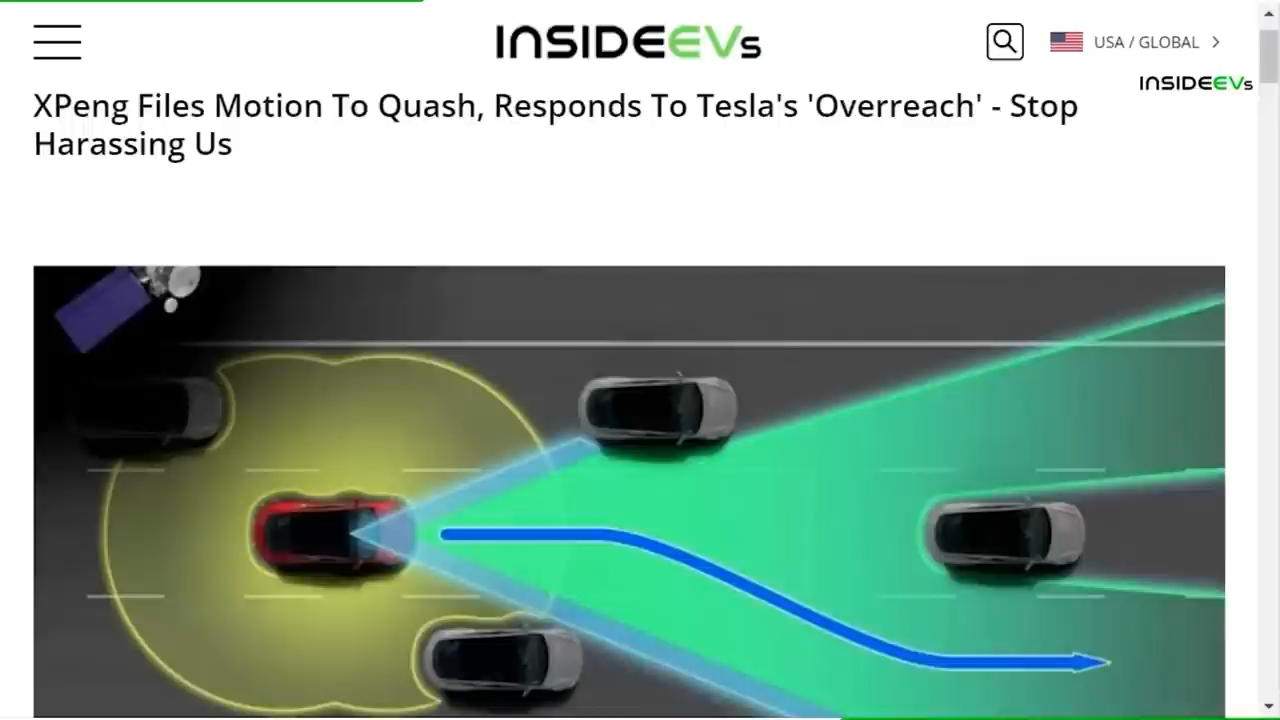 INSIDEEVs
USA / GLOBAL
INSIDEEVs
XPeng Files Motion To Quash, Responds To Tesla's 'Overreach' - Stop
Harassing Us